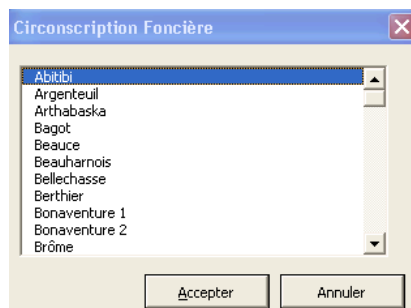 Circonscription Foncière
Abitibi
Argenteuil
Arthabaska
Bagot
Beauce
Beauharnois
Bellechasse
Berthier
Bonaventure 1
Bonaventure 2
Brôme
Accepter
Annuler